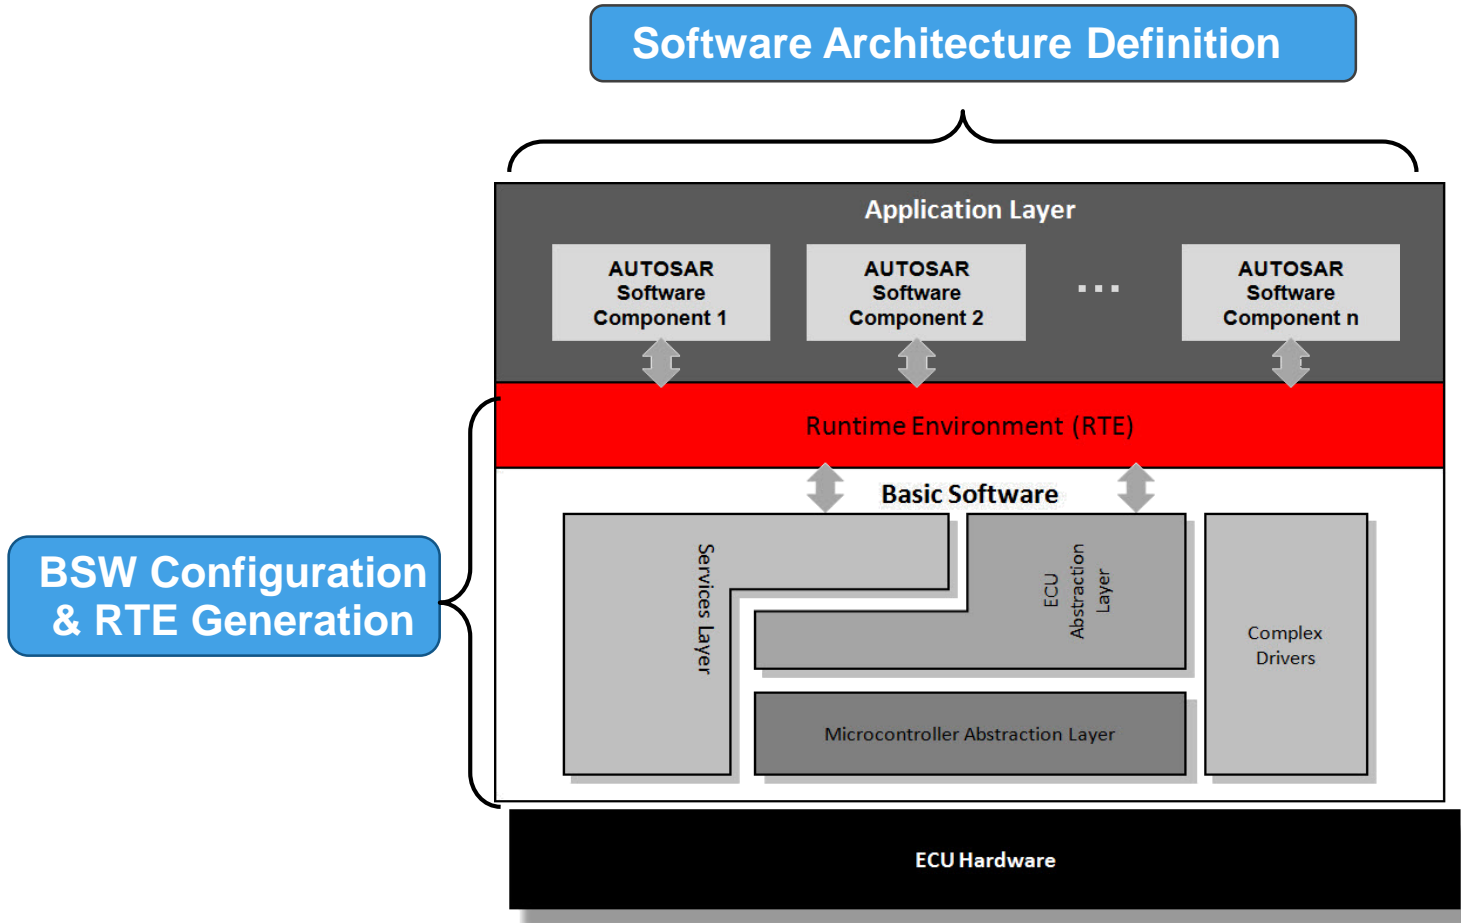 Software Architecture Definition
Application Layer
AUTOSAR
Software
Component 1
AUTOSAR
Software
Component 2
...
AUTOSAR
Software
Component n
Runtime Environment (RTE)
Basic Software
BSW Configuration
& RTE Generation
Services Layer
ECU
Abstraction
Layer
Complex
Drivers
Microcontroller Abstraction Layer
ECU Hardware